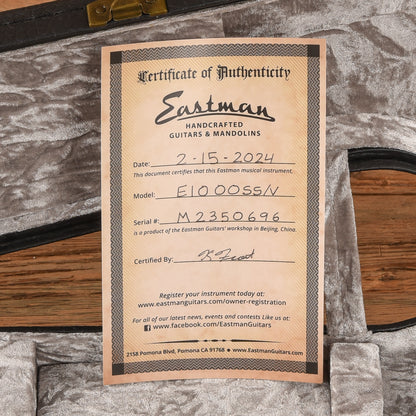 Certificate of Authenticity
Eastman
HANDCRAFTED
GUITARS & MANDOLINS
Date: 2-15-2024
This document certifies that this Eastman musical instrument.
Model: E10 OOSS/V
Serial #: M2350696
is a product of the Eastman Guitars' workshop in Beijing, China.
Certified By:
Register your instrument today at:
www.eastmanguitars.com/owner-registration
For all of our latest news, events and contests Like us at:
www.facebook.com/EastmanGuitars
2158 Pomona Blvd, Pomona CA 91768 ● www.EastmanGuitars.com